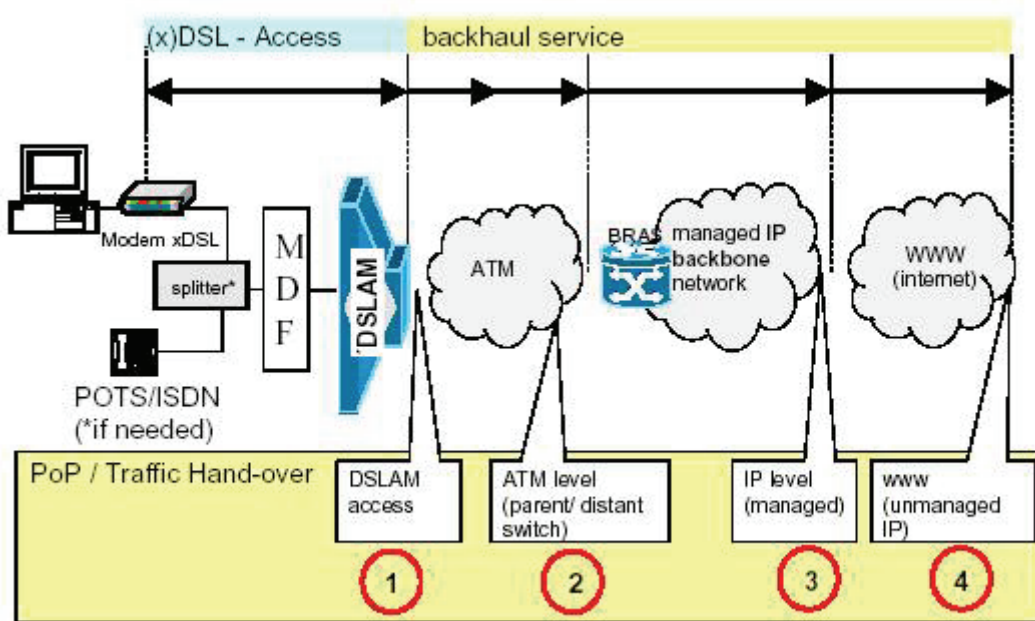 (x)DSL - Access
backhaul service
Modem xDSL
splitter*
M
D
F
DSLAM
POTS/ISDN
(*if needed)
ATM
BRAS
managed IP
backbone
network
WWW
(internet)
PoP / Traffic Hand-over
DSLAM
access
ATM level
(parent/ distant
switch)
IP level
(managed)
www
(unmanaged
IP)
1
2
3
4